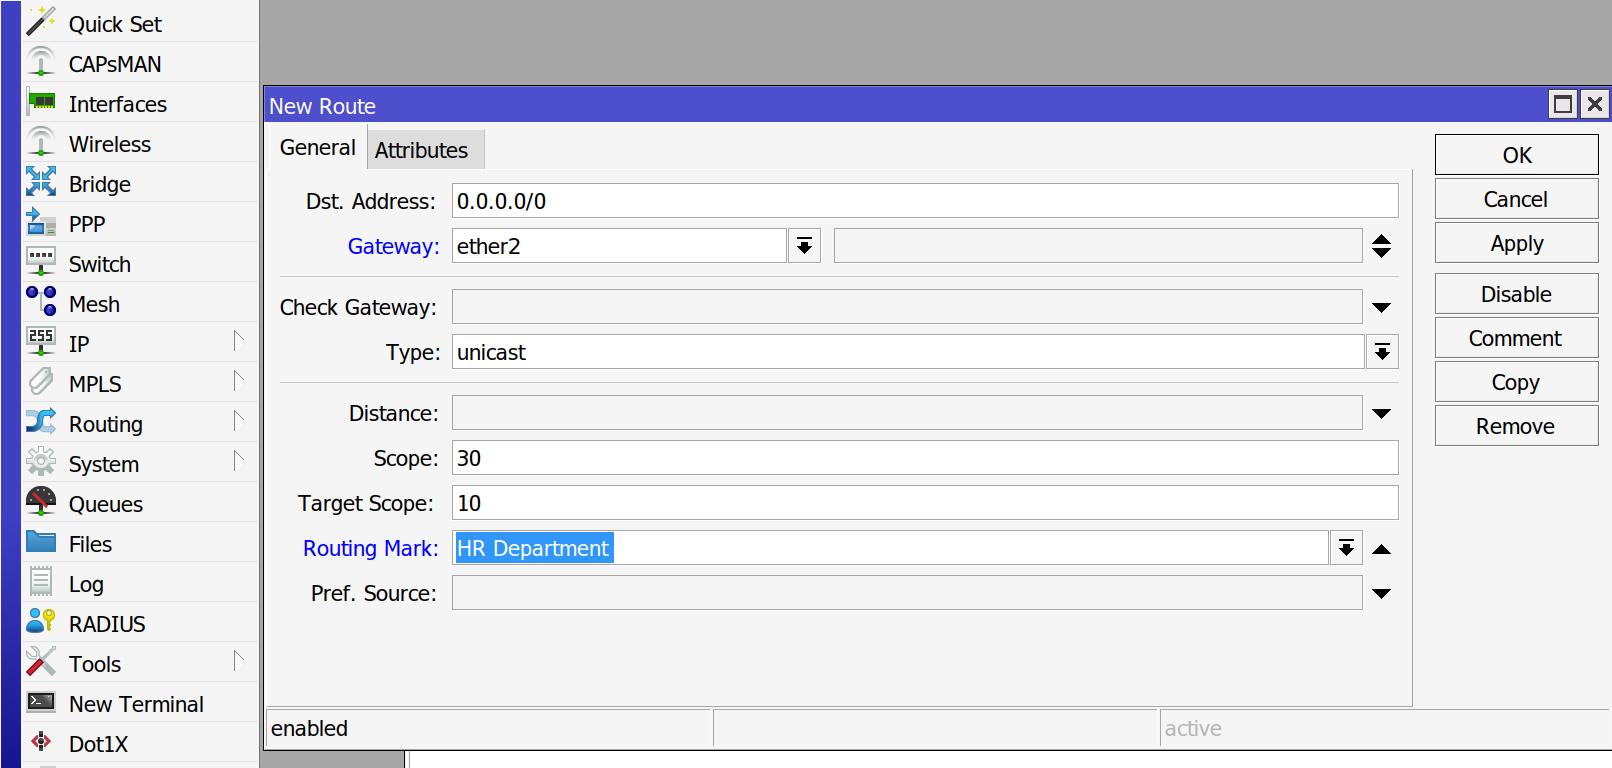 Quick Set
CAPsMAN
Interfaces
Wireless
Bridge
PPP
Switch
Mesh
255
IP
MPLS
Routing
System
Queues
Files
Log
RADIUS
Tools
New Terminal
Dot1X
New Route
General
Attributes
Dst. Address: 0.0.0.0/0
Gateway: ether2
Check Gateway:
Type: unicast
Distance:
Scope: 30
Target Scope: 10
Routing Mark: HR Department
Pref. Source:
OK
Cancel
Apply
Disable
Comment
Copy
Remove
enabled
active